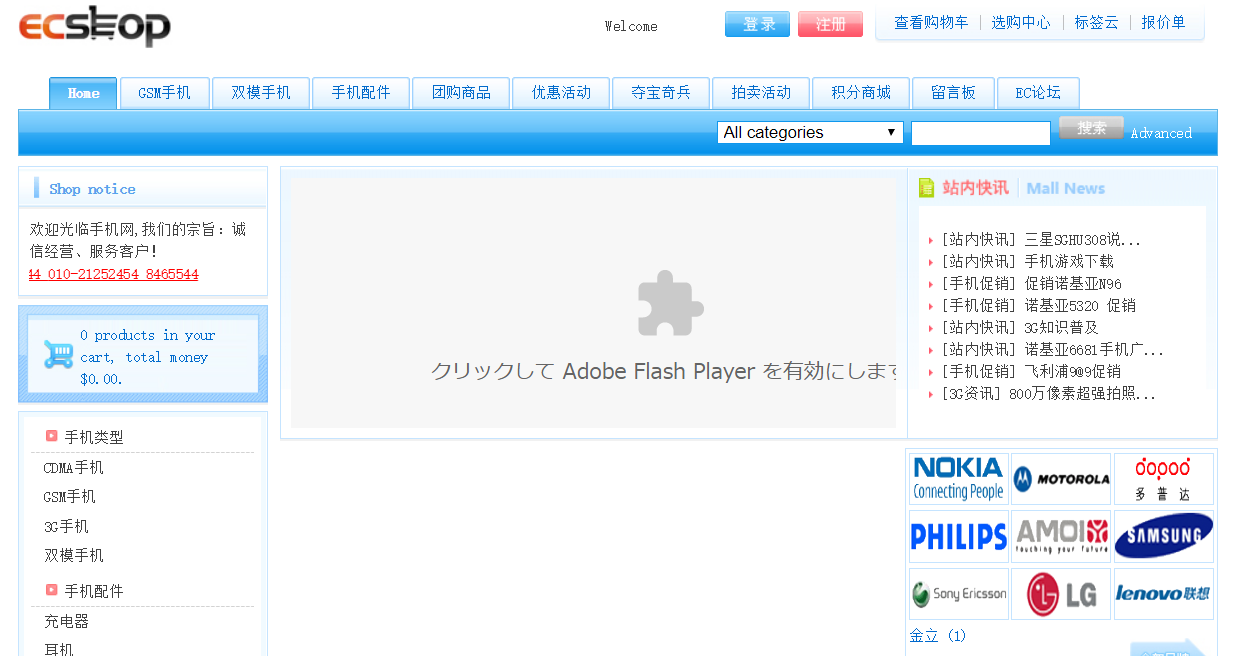 ECSHOP
Welcome
登录
注册
查看购物车
选购中心
标签云
报价单
Home
GSM手机
双模手机
手机配件
团购商品
优惠活动
夺宝奇兵
拍卖活动
积分商城
留言板
EC论坛
All categories
搜索
Advanced
Shop notice
欢迎光临手机网,我们的宗旨：诚
信经营、服务客户！
44 010-21252454 8465544
0 products in your
cart, total money
$0.00.
手机类型
CDMA手机
GSM手机
3G手机
双模手机
手机配件
充电器
耳机
クリックして Adobe Flash Player を有効にします
站内快讯 Mall News
[站内快讯] 三星SGHU308说...
[站内快讯] 手机游戏下载
[手机促销] 促销诺基亚N96
[手机促销] 诺基亚5320 促销
[站内快讯] 3G知识普及
[站内快讯] 诺基亚6681手机广...
[手机促销] 飞利浦9@9促销
[3G资讯] 800万像素超强拍照...
NOKIA
Connecting People
MOTOROLA
dopod
多普达
PHILIPS
AMOI
touching your future
SAMSUNG
Sony Ericsson
LG
lenovo联想
金立 (1)